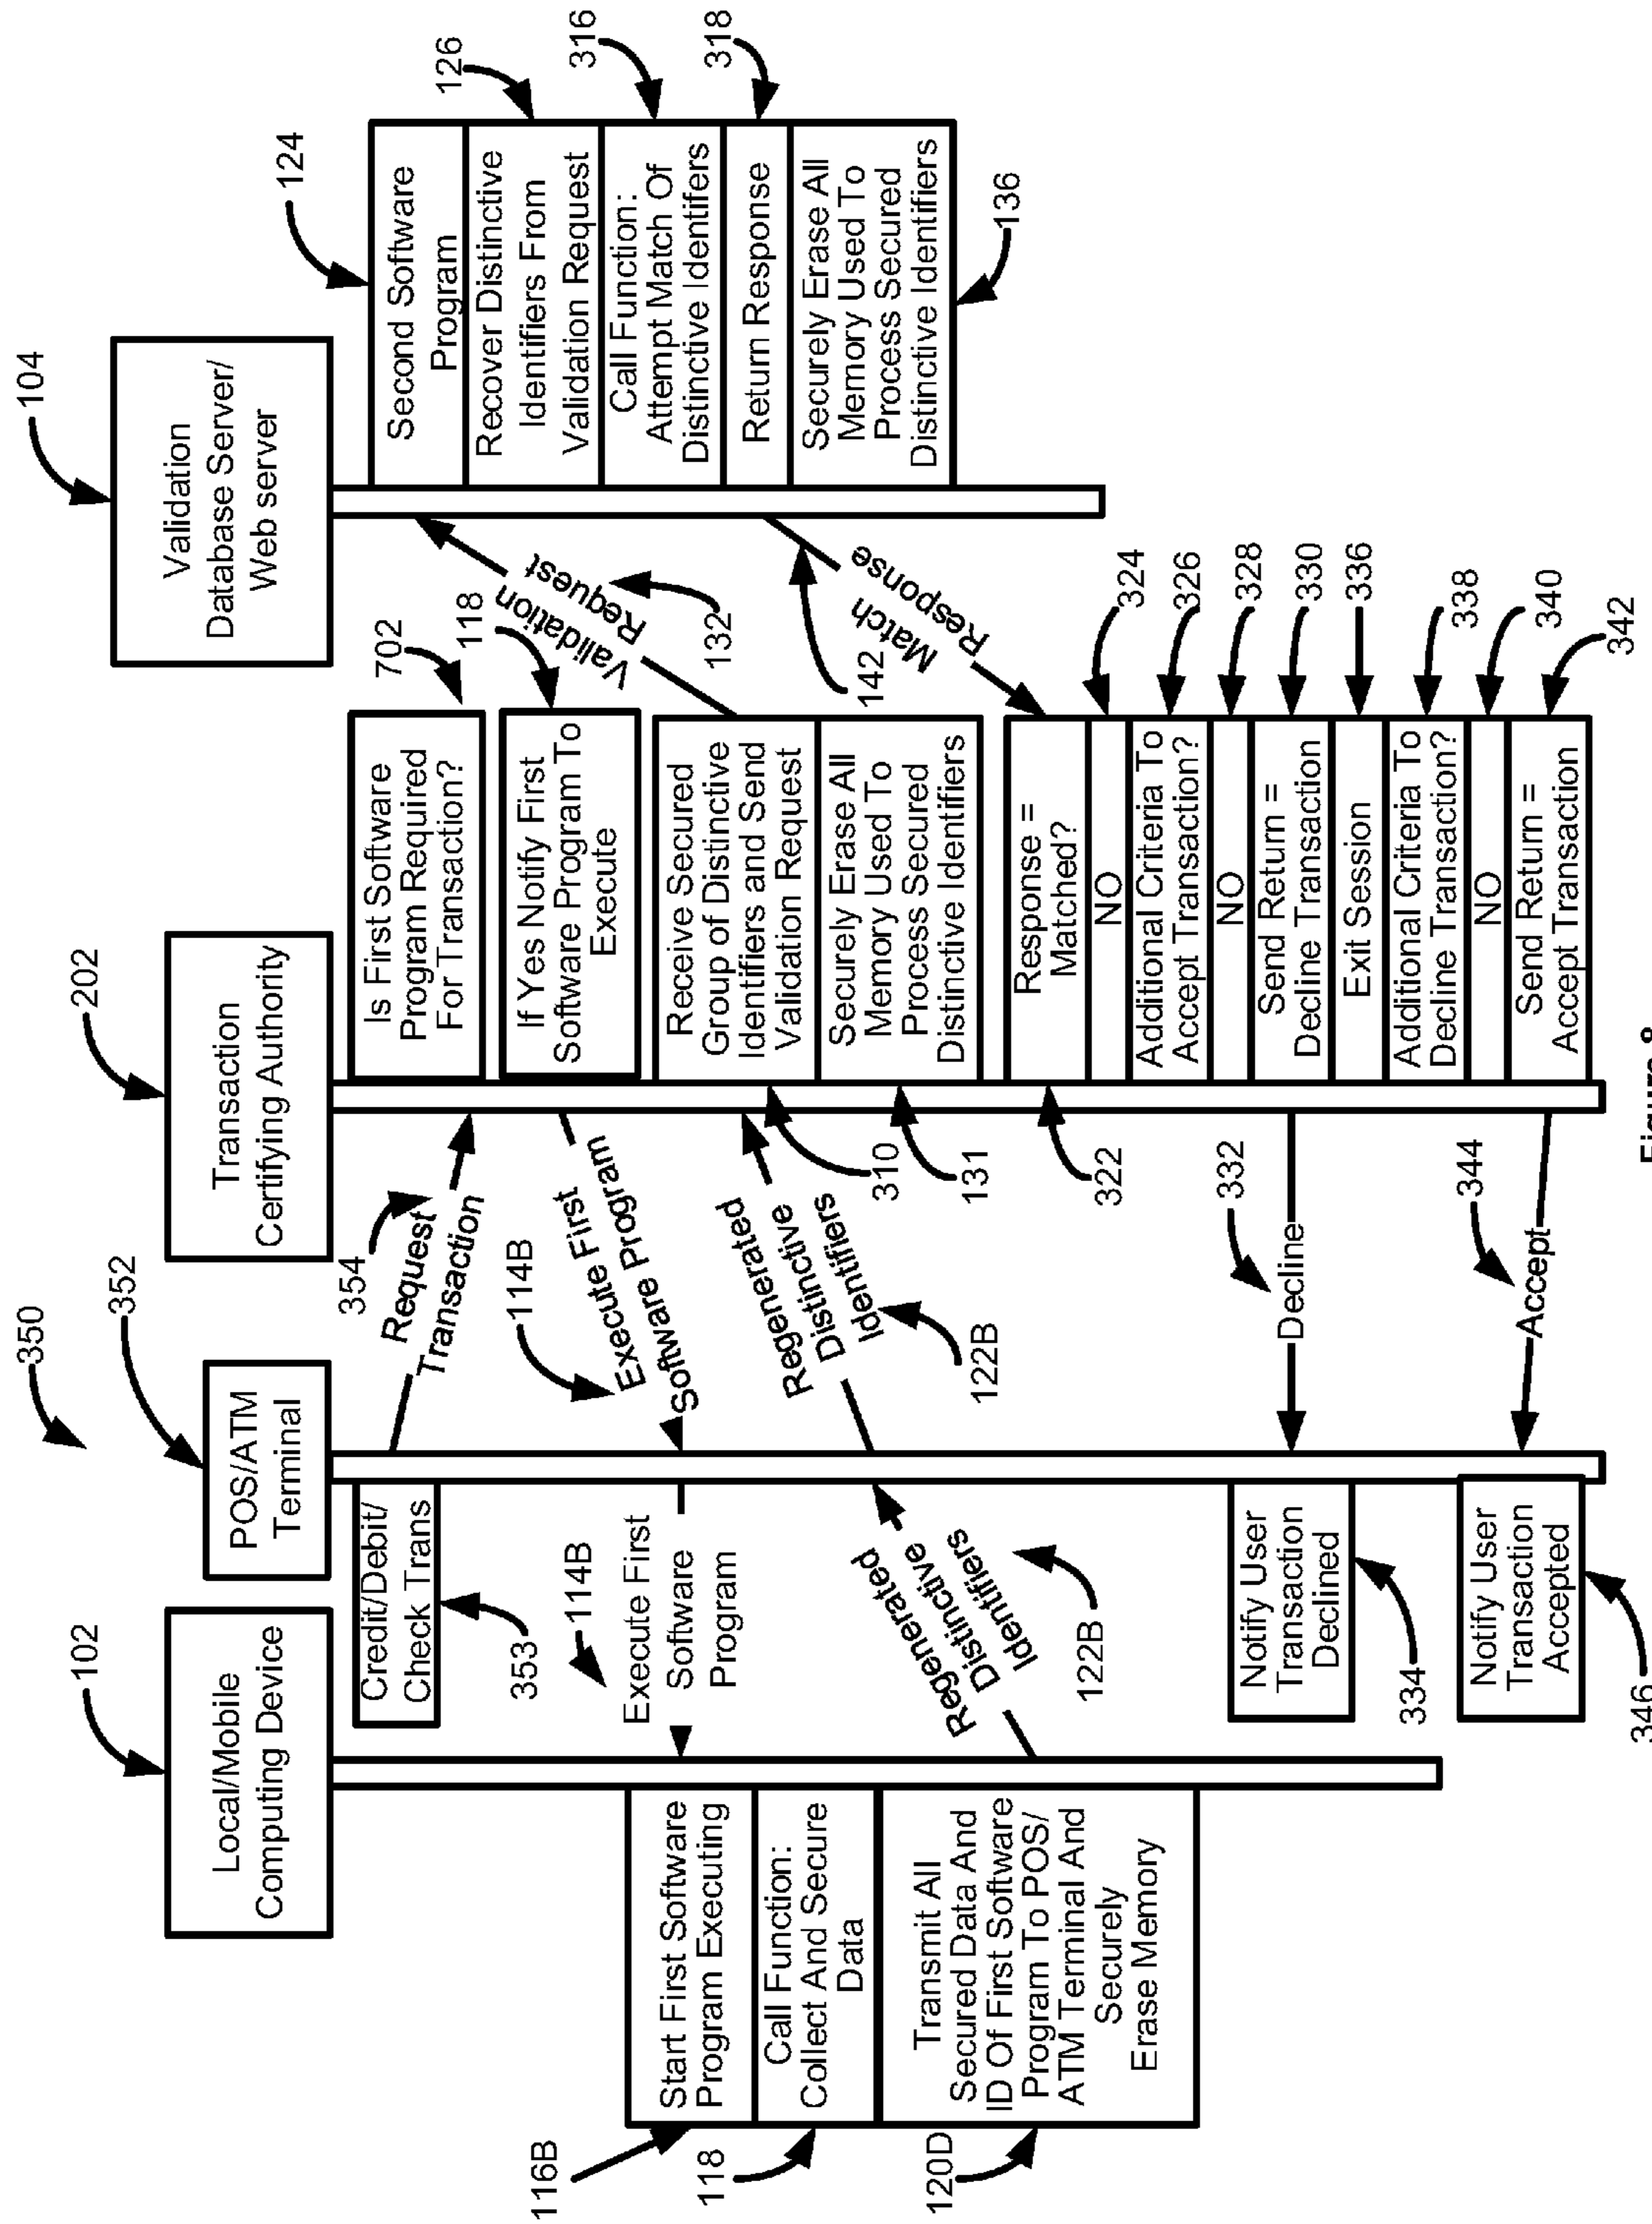 350
102
352
202
104
Local/Mobile
Computing Device
POS/ATM
Terminal
Transaction
Certifying Authority
Validation
Database Server/
Web server
124
Second Software
Program
126
Recover Distinctive
Identifiers From
Validation Request
316
Call Function:
Attempt Match Of
Distinctive Identifers
318
Return Response
Securely Erase All
Memory Used To
Process Secured
Distinctive Identifiers
136
Credit/Debit/
Check Trans
353
354
Request
Transaction
702
Is First Software
Program Required
For Transaction?
118
If Yes Notify First
Software Program To
Execute
114B
Execute First
Software Program
114B
Execute First
Software
Program
116B
Start First Software
Program Executing
118
Call Function:
Collect And Secure
Data
120D
Transmit All
Secured Data And
ID Of First Software
Program To POS/
ATM Terminal And
Securely
Erase Memory
Regenerated
Distinctive
Identifiers
122B
Regenerated
Distinctive
Identifiers
122B
310
Receive Secured
Group of Distinctive
Identifiers and Send
Validation Request
Validation
Request
132
131
Securely Erase All
Memory Used To
Process Secured
Distinctive Identifiers
142
Match
Response
322
Response =
Matched?
324
NO
326
Additional Criteria To
Accept Transaction?
328
NO
330
Send Return =
Decline Transaction
332
Decline
Notify User
Transaction
Declined
334
336
Exit Session
338
Additional Criteria To
Decline Transaction?
340
NO
342
Send Return =
Accept Transaction
344
Accept
Notify User
Transaction
Accepted
346
Figure 8